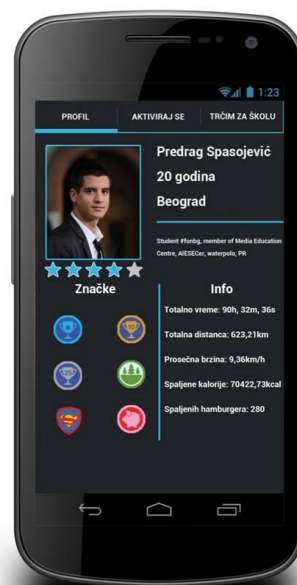 1:23
PROFIL
AKTIVIRAJ SE
TRČIM ZA ŠKOLU
Predrag Spasojević
20 godina
Beograd
Student #fonbg, member of Media Education
Centre, AIESECer, waterpolo, PR
Značke
Info
Totalno vreme: 90h, 32m, 36s
Totalna distanca: 623,21km
Prosečna brzina: 9,36km/h
Spaljene kalorije: 70422,73kcal
Spaljenih hamburgera: 280